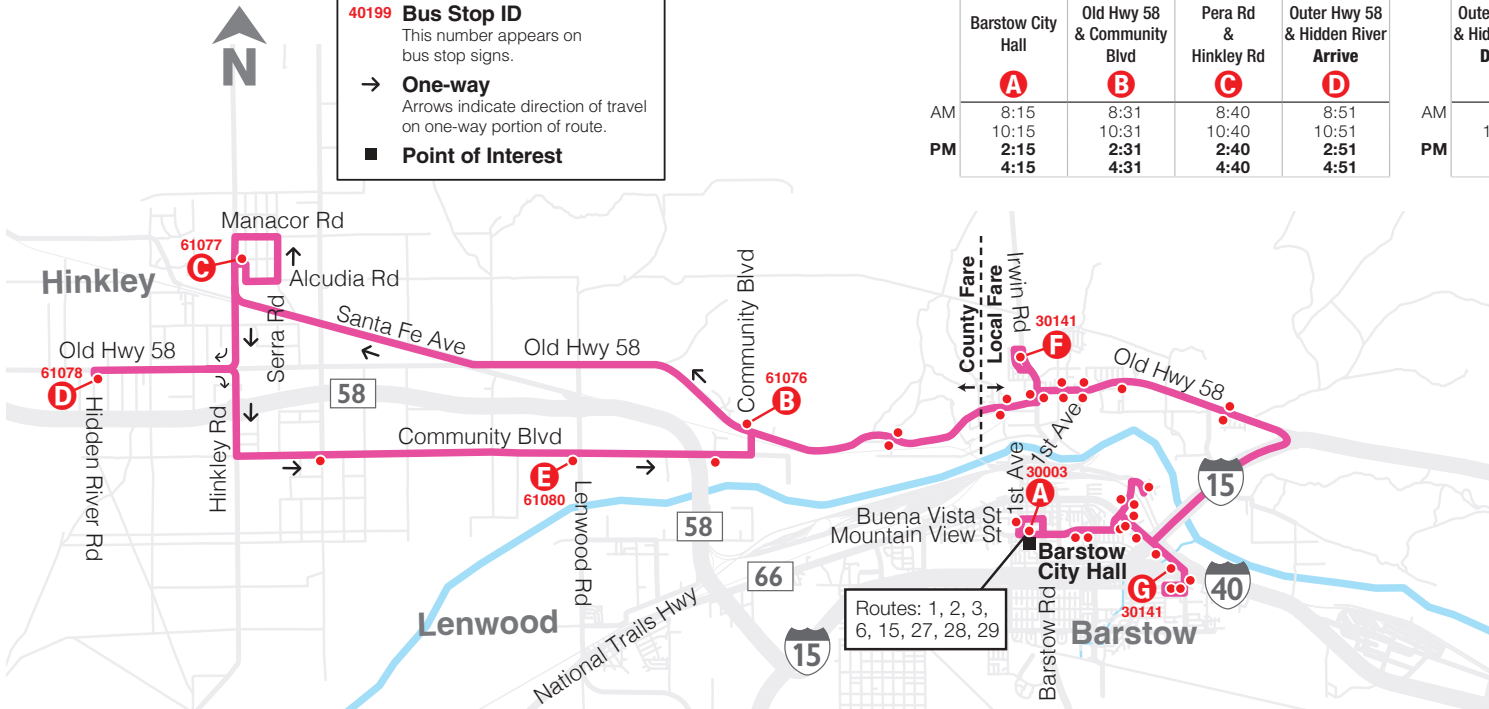 40199 Bus Stop ID
This number appears on
bus stop signs.
One-way
Arrows indicate direction of travel
on one-way portion of route.
Point of Interest
N
Barstow City
Hall
A
Old Hwy 58
& Community
Blvd
B
Pera Rd
&
Hinkley Rd
C
Outer Hwy 58
& Hidden River
Arrive
D
AM 8:15 8:31 8:40 8:51
10:15 10:31 10:40 10:51
PM 2:15 2:31 2:40 2:51
4:15 4:31 4:40 4:51
AM
PM
Manacor Rd
61077
C
Hinkley
Alcudia Rd
Serra Rd
Santa Fe Ave
Old Hwy 58
61078
D
Hidden River Rd
Hinkley Rd
58
Old Hwy 58
Community Blvd
61076
B
Community Blvd
E
61080
Lenwood Rd
58
66
Lenwood
National Trails Hwy
15
County Fare
Local Fare
Irwin Rd
30141
F
Old Hwy 58
1st Ave
1st Ave
30003
A
15
Buena Vista St
Mountain View St
Barstow
City Hall
G
30141
40
Routes: 1, 2, 3,
6, 15, 27, 28, 29
Barstow Rd
Barstow